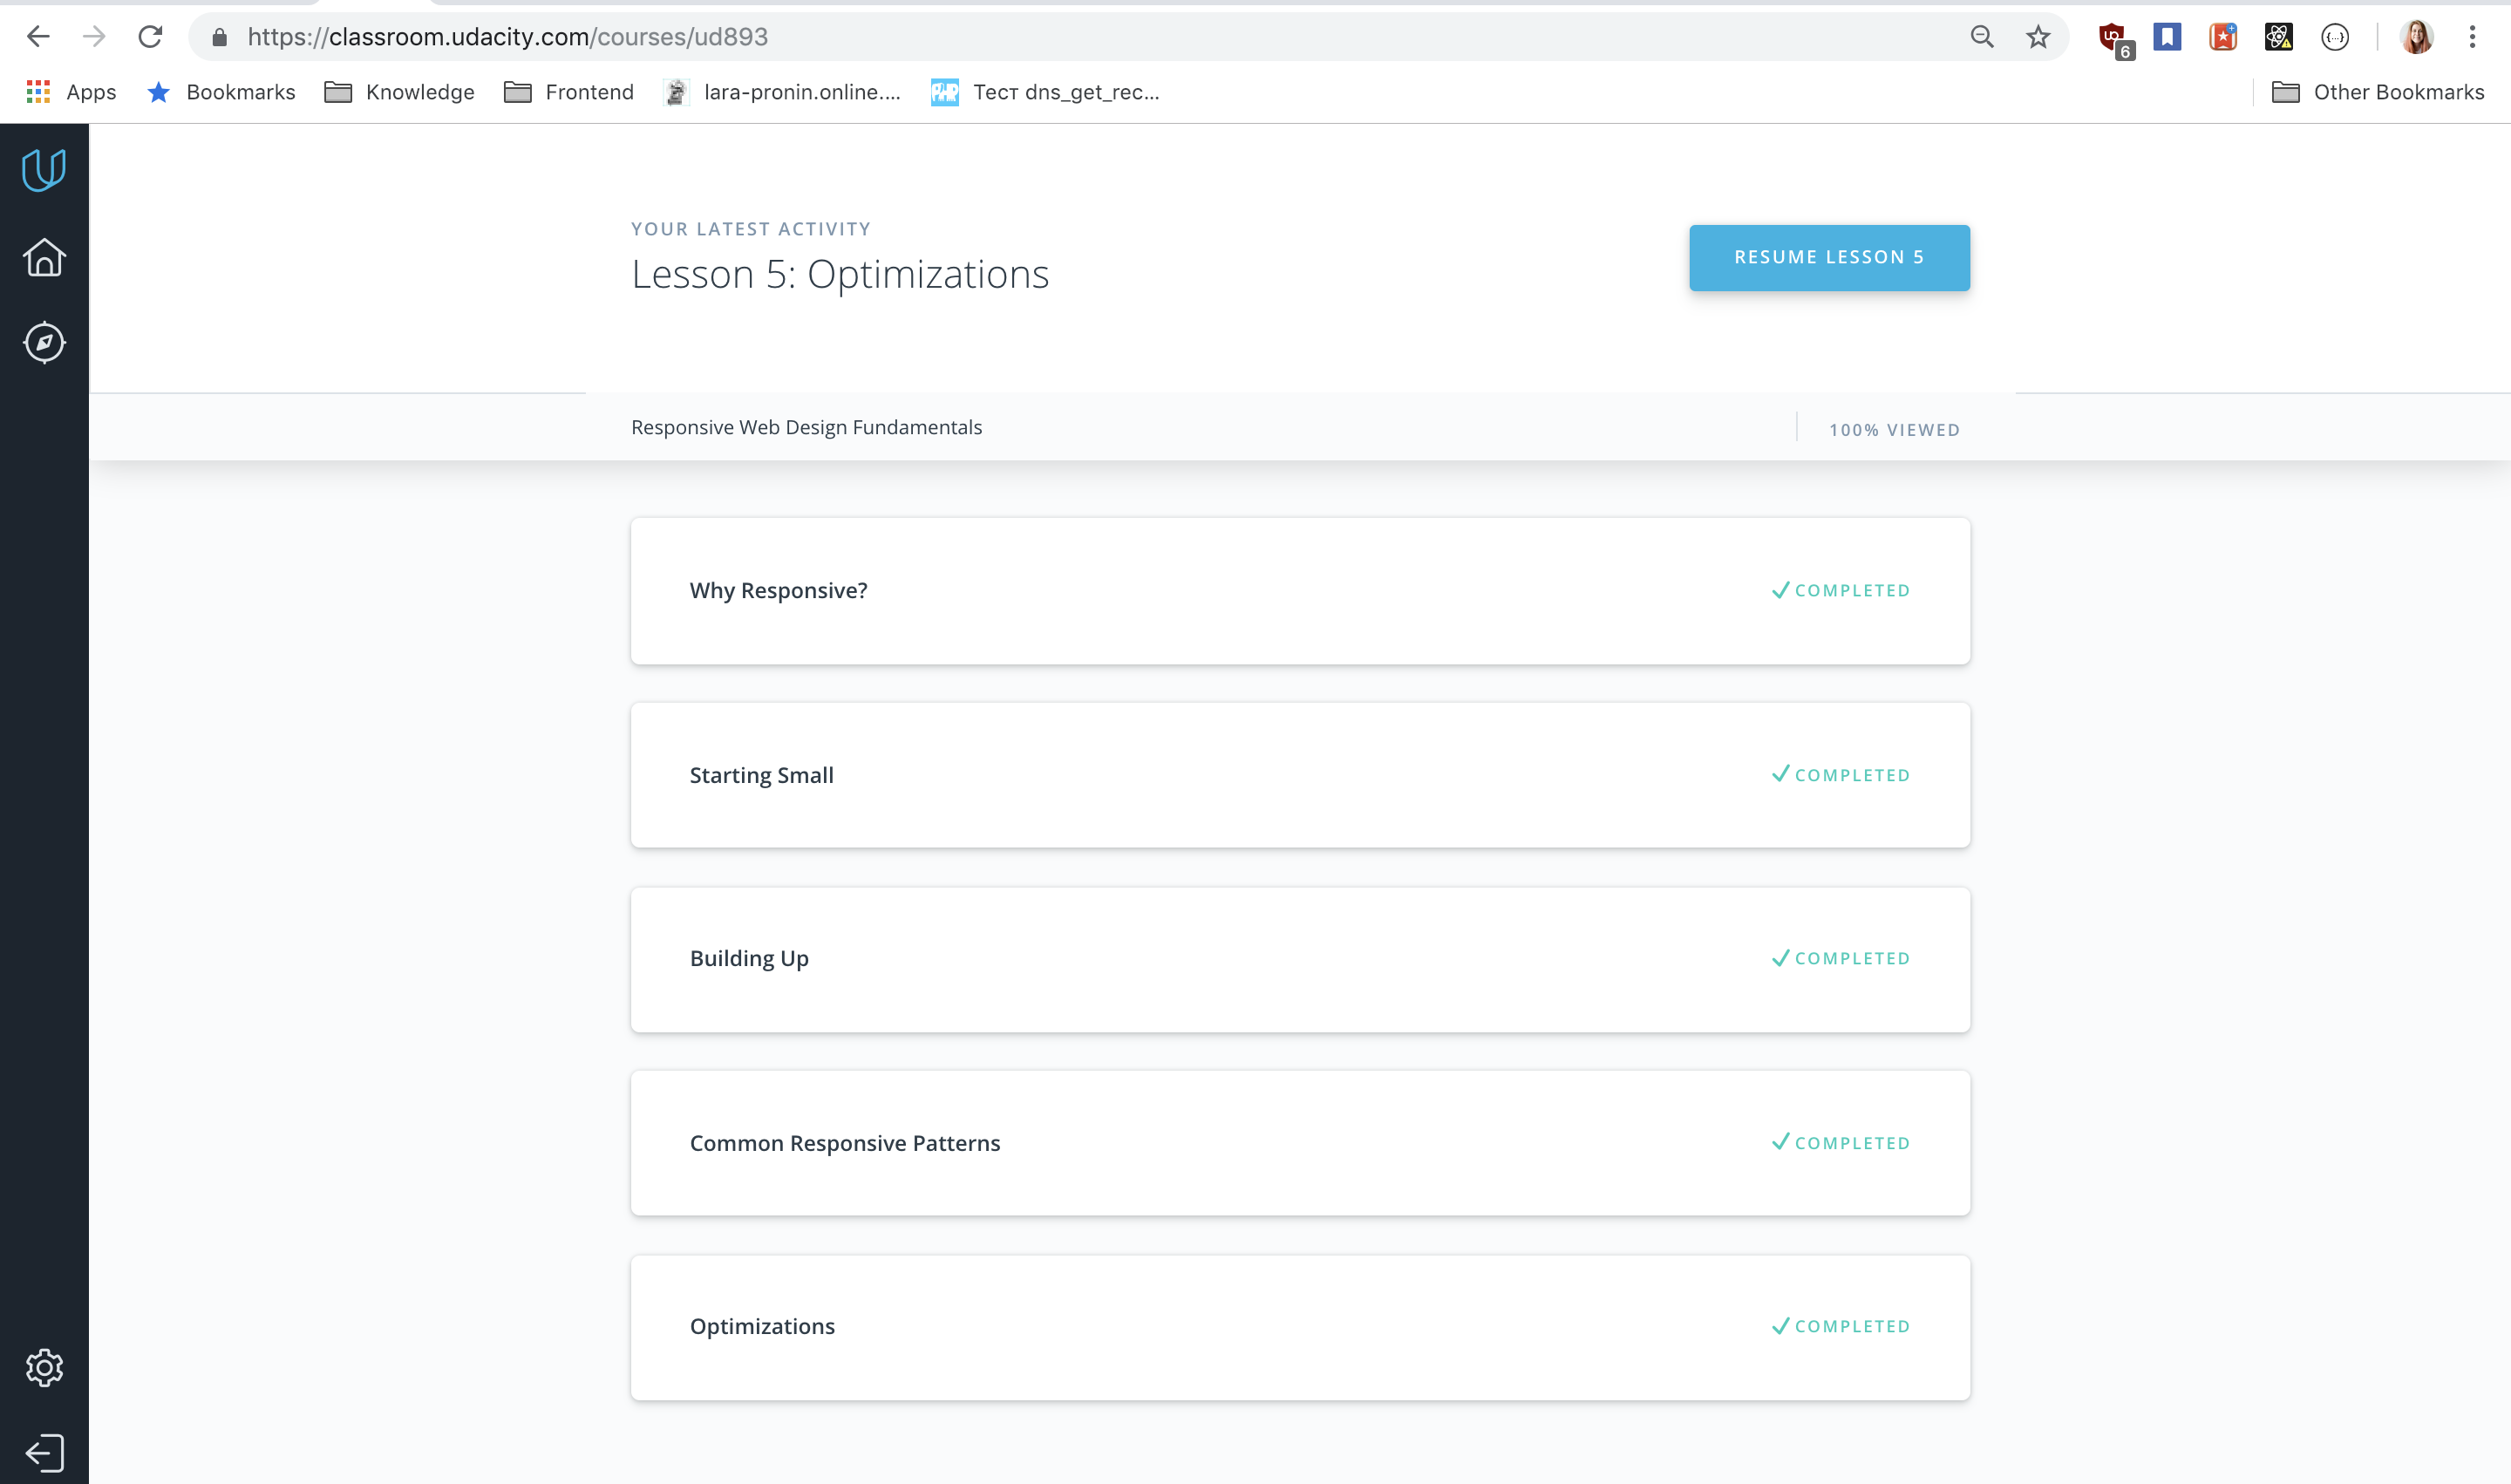 https://classroom.udacity.com/courses/ud893
6
Apps
Bookmarks
Knowledge
Frontend
lara-pronin.online....
PHP
Тест dns_get_rec...
Other Bookmarks
YOUR LATEST ACTIVITY
Lesson 5: Optimizations
RESUME LESSON 5
Responsive Web Design Fundamentals
100% VIEWED
Why Responsive?
COMPLETED
Starting Small
COMPLETED
Building Up
COMPLETED
Common Responsive Patterns
COMPLETED
Optimizations
COMPLETED